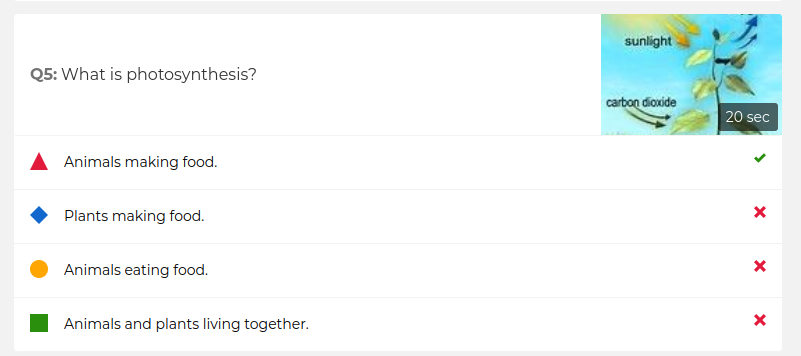 Q5: What is photosynthesis?
sunlight
carbon dioxide
20 sec
Animals making food.
Plants making food.
Animals eating food.
Animals and plants living together.